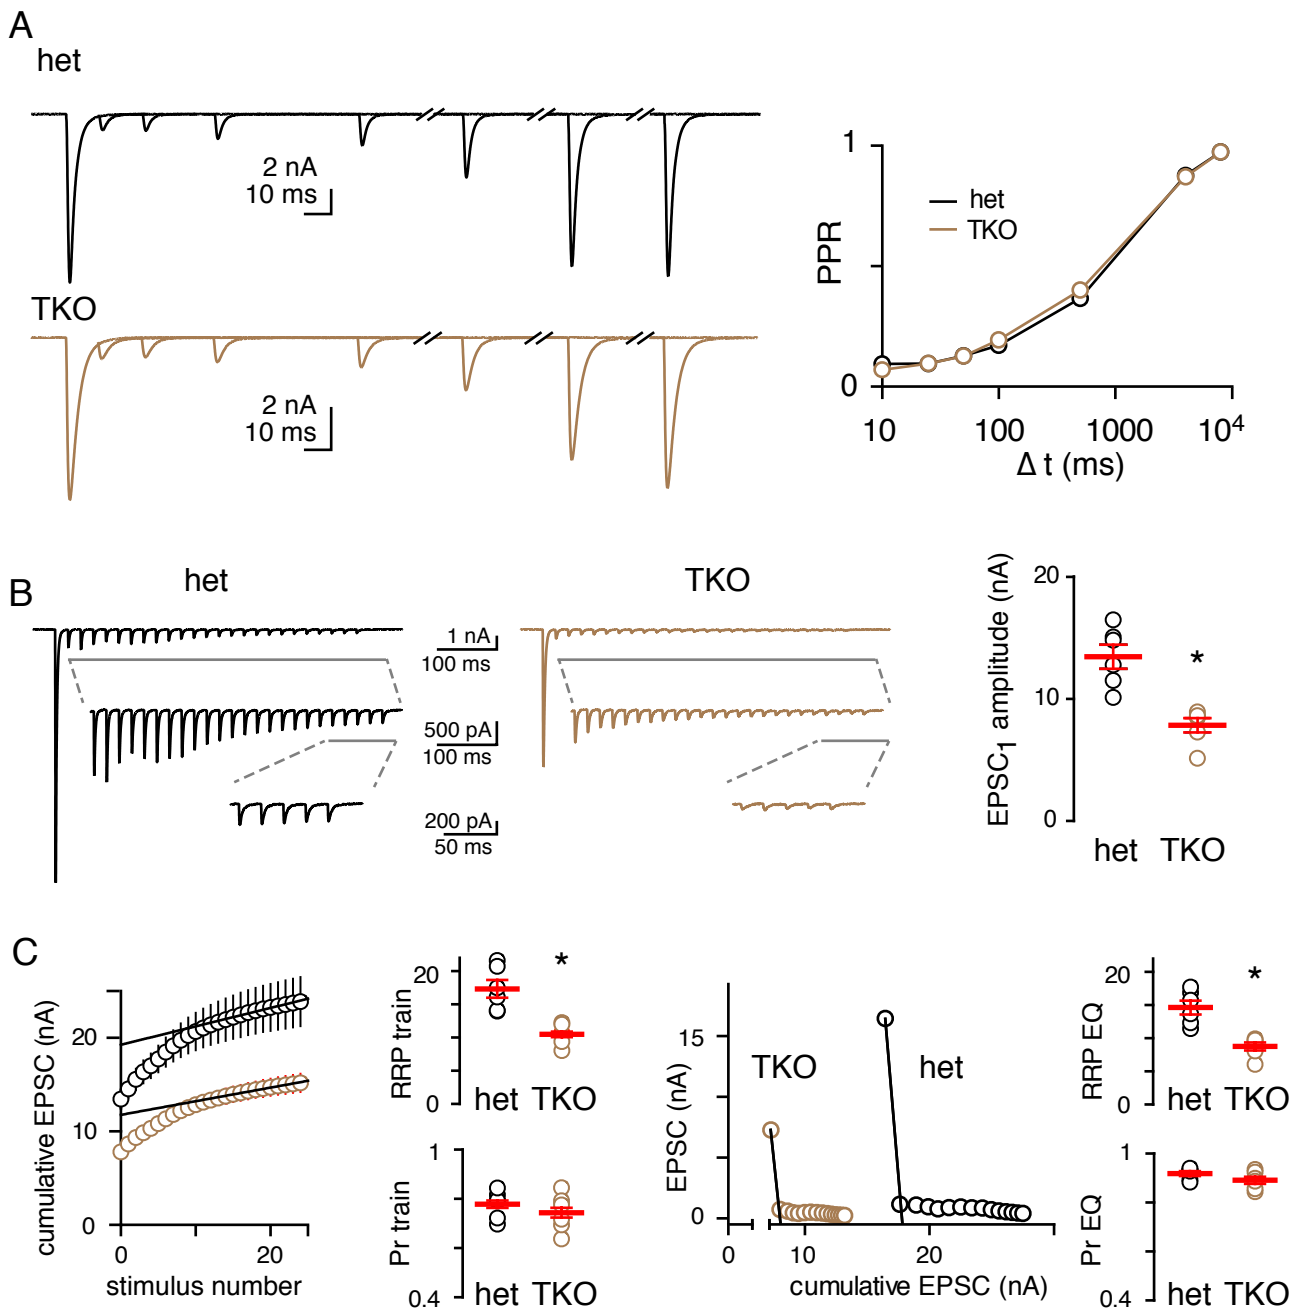 A
het
2 nA
10 ms
TKO
2 nA
10 ms
1
PPR
0
het
TKO
10
100
1000
10⁴
Δ t (ms)
B
het
TKO
1 nA
100 ms
500 pA
100 ms
200 pA
50 ms
20
10
0
EPSC₁ amplitude (nA)
*
het TKO
C
20
10
0
cumulative EPSC (nA)
0
20
stimulus number
20
0
RRP train
*
het TKO
1
0.4
Pr train
het TKO
15
0
EPSC (nA)
TKO
het
0
10
20
cumulative EPSC (nA)
20
0
RRP EQ
*
het TKO
1
0.4
Pr EQ
het TKO